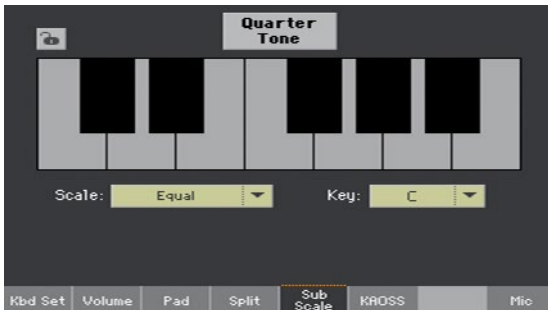 Quarter
Tone
Scale: Equal Key: C
Kbd Set Volume Pad Split Sub Scale KAOSS Mic